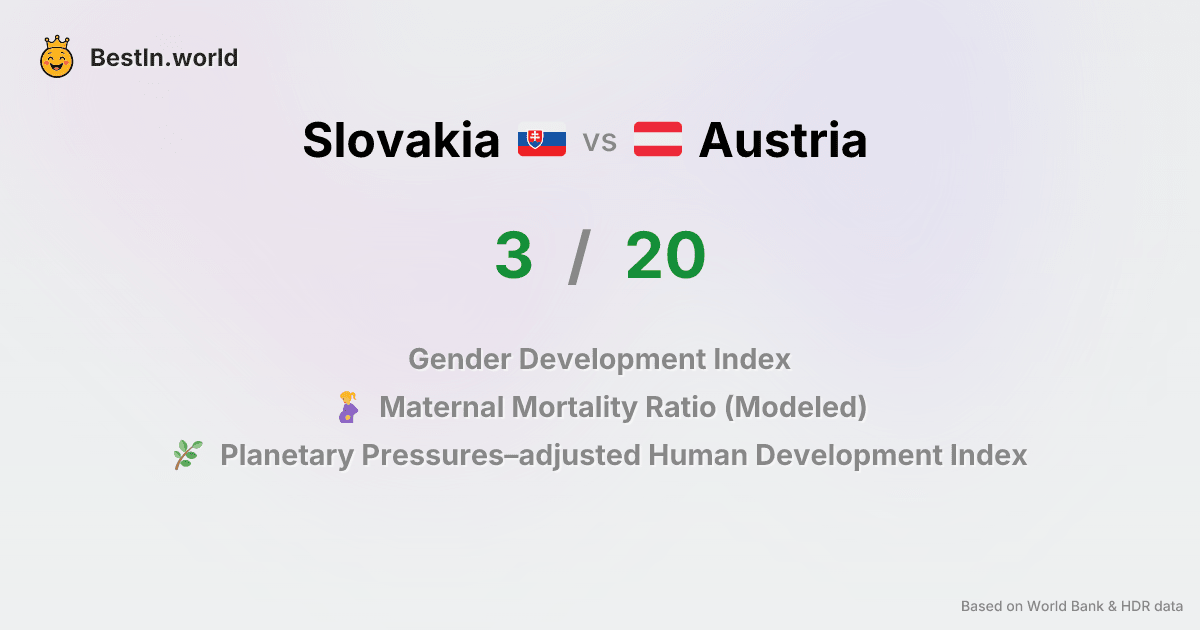 BestIn.world
Slovakia vs Austria
3 / 20
Gender Development Index
Maternal Mortality Ratio (Modeled)
Planetary Pressures–adjusted Human Development Index
Based on World Bank & HDR data